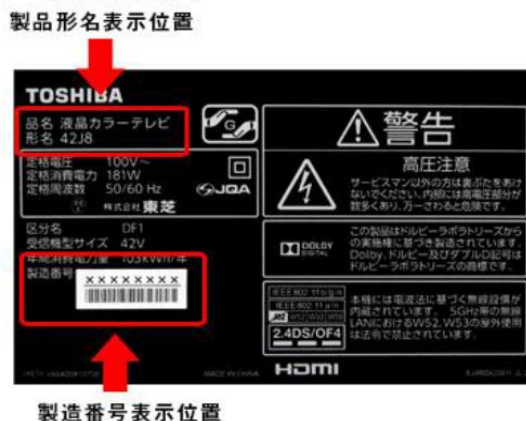 製品形名表示位置
TOSHIBA
品名 液晶カラーテレビ
形名 42J8
定格電圧 100V~
定格消費電力 181W
定格周波数 50/60 Hz
株式会社 東芝
G
JQA
区分名 DF1
受信機型サイズ 42V
年間消費電力量 103kWh/年
製造番号
××××××××
警告
高圧注意
サービスマン以外の方は裏ぶたをあけ
ないでください。内部には高電圧部分が
数多くあり、万一さわると危険です。
DOLBY
DIGITAL
この製品はドルビーラボラトリーズから
の実施権に基づき製造されています。
Dolby、ドルビー及びダブルD記号は
ドルビーラボラトリーズの商標です。
IEEE802.11b/g/n
IEEE802.11a/n
W52 W53
2.4DS/OF4
本機には電波法に基づく無線設備が
内蔵されています。 5GHz帯の無線
LANにおけるW52、W53の屋外使用
は法令で禁止されています。
MADE IN CHINA
HDMI
製造番号表示位置